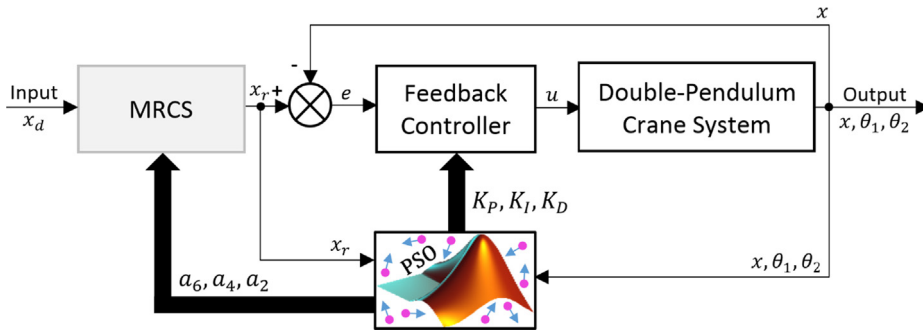 x
-
Input
x_d
MRCS
x_r
+
e
Feedback
Controller
u
Double-Pendulum
Crane System
Output
x, θ_1, θ_2
K_P, K_I, K_D
x_r
PSO
x, θ_1, θ_2
a_6, a_4, a_2